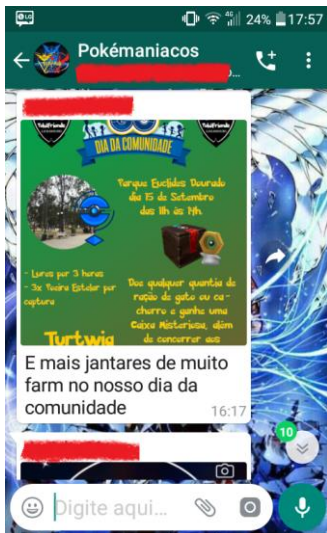 24% 17:57
Pokémaniacos
DIA DA COMUNIDADE
Parque Euclides Dourado
dia 15 de Setembro
das 11h às 14h.
- Lures por 3 horas
- 3x Poeira Estelar por
captura
Doe qualquer quantia de
ração de gato ou ca-
chorro e ganhe uma
Caixa Misteriosa, além
de concorrer aos
Turtwig
E mais jantares de muito
farm no nosso dia da
comunidade
16:17
10
Digite aqui...